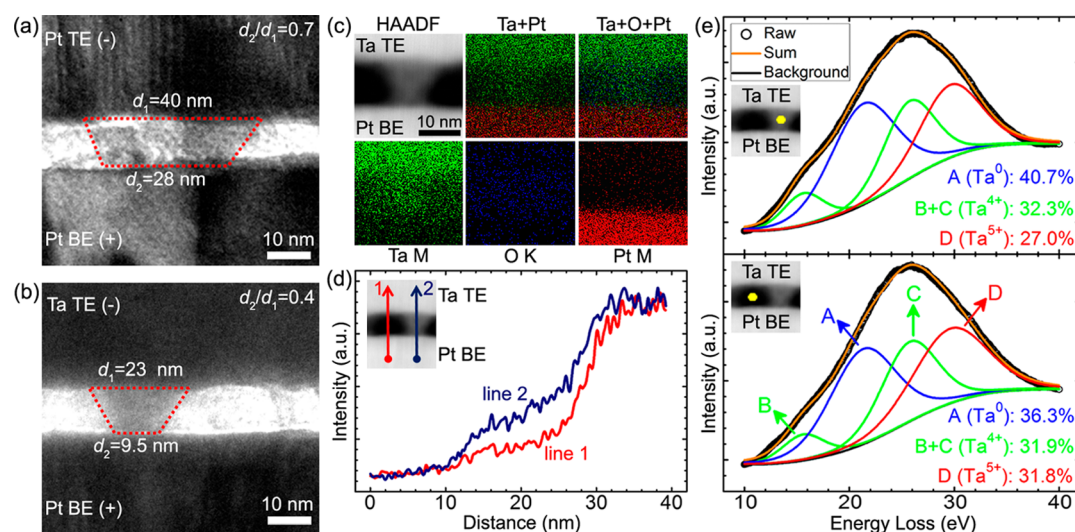 (a)
Pt TE (-)
d2/d1=0.7
d1=40 nm
d2=28 nm
Pt BE (+)
10 nm
(b)
Ta TE (-)
d2/d1=0.4
d1=23 nm
d2=9.5 nm
Pt BE (+)
10 nm
(c)
HAADF
Ta+Pt
Ta+O+Pt
Ta TE
Pt BE
10 nm
Ta M
O K
Pt M
(d)
1
2
Ta TE
Pt BE
line 2
line 1
Intensity (a.u.)
0 10 20 30 40
Distance (nm)
(e)
Raw
Sum
Background
Ta TE
Pt BE
A (Ta⁰): 40.7%
B+C (Ta⁴⁺): 32.3%
D (Ta⁵⁺): 27.0%
Intensity (a.u.)
Ta TE
Pt BE
A
B
C
D
A (Ta⁰): 36.3%
B+C (Ta⁴⁺): 31.9%
D (Ta⁵⁺): 31.8%
Intensity (a.u.)
10 20 30 40
Energy Loss (eV)